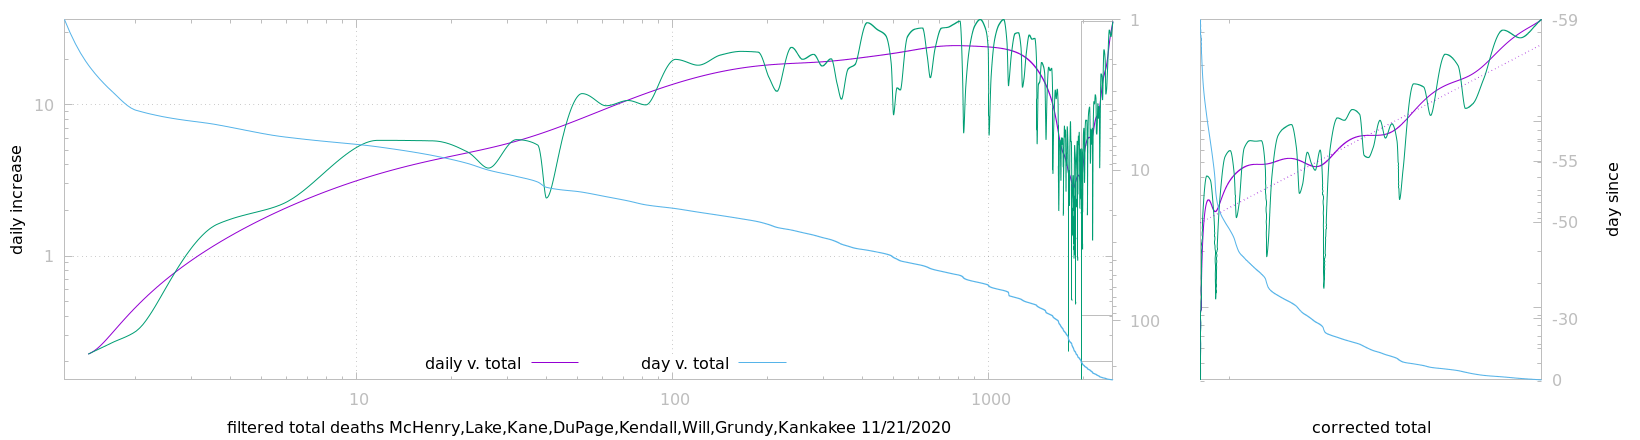 daily increase
10
1
1
10
100
daily v. total
day v. total
10
100
1000
filtered total deaths McHenry,Lake,Kane,DuPage,Kendall,Will,Grundy,Kankakee 11/21/2020
-59
-55
-50
-30
0
day since
corrected total